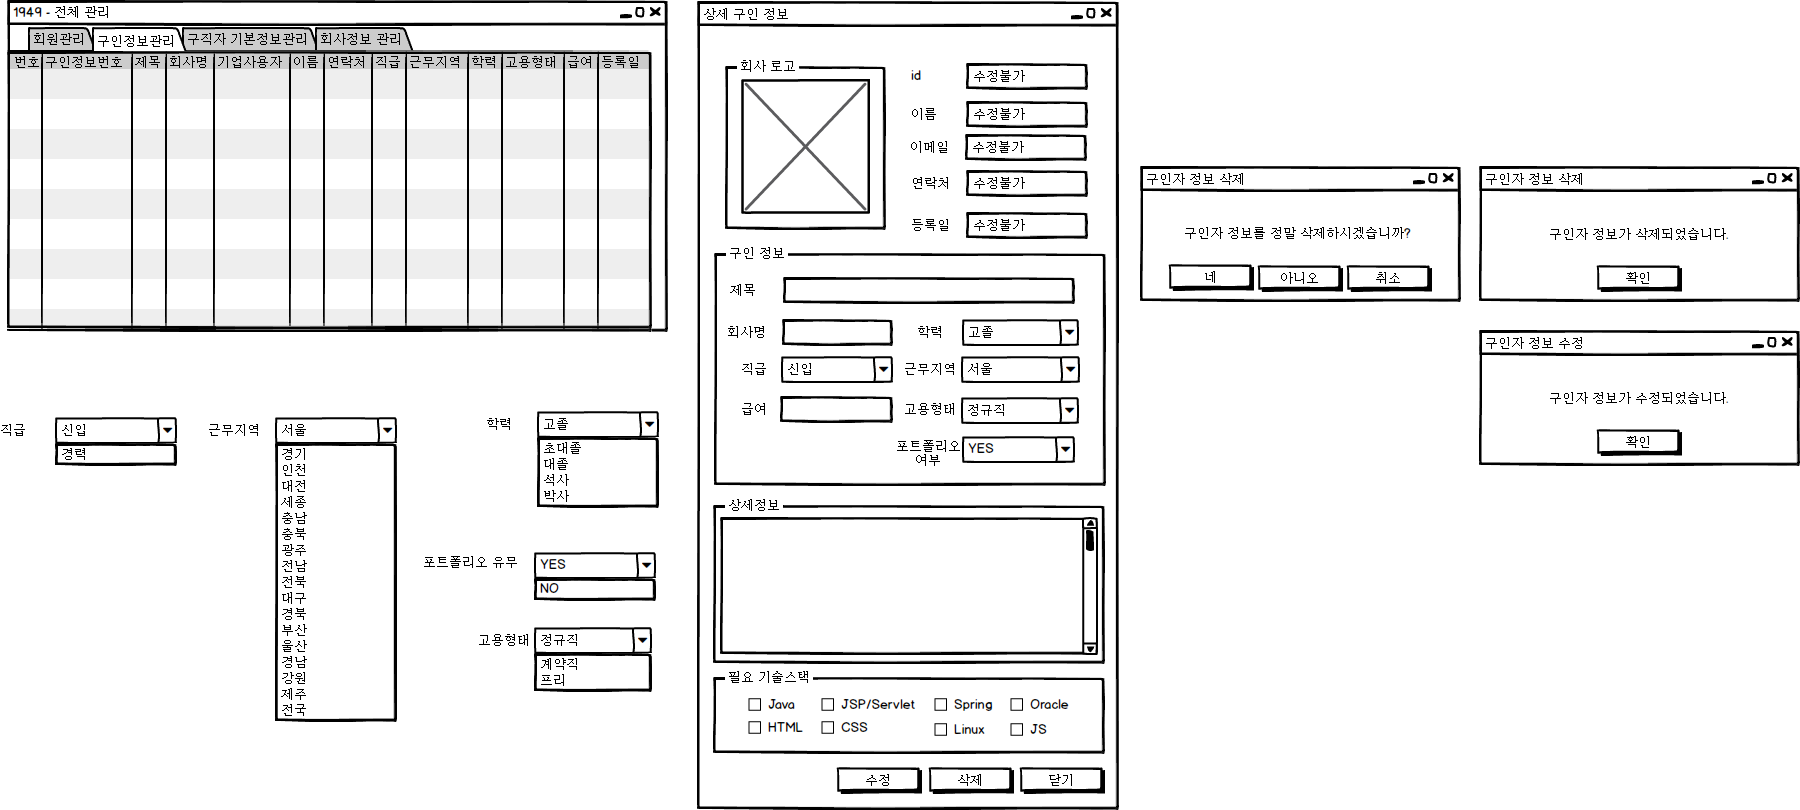 1949 - 전체 관리
회원관리 구인정보관리 구직자 기본정보관리 회사정보 관리
번호 구인정보번호 제목 회사명 기업사용자 이름 연락처 직급 근무지역 학력 고용형태 급여 등록일
직급
신입
경력
근무지역
서울
경기
인천
대전
세종
충남
충북
광주
전남
전북
대구
경북
부산
울산
경남
강원
제주
전국
학력
고졸
초대졸
대졸
석사
박사
포트폴리오 유무
YES
NO
고용형태
정규직
계약직
프리
상세 구인 정보
회사 로고
id 수정불가
이름 수정불가
이메일 수정불가
연락처 수정불가
등록일 수정불가
구인 정보
제목
회사명 학력 고졸
직급 신입 근무지역 서울
급여 고용형태 정규직
포트폴리오
여부
YES
상세정보
필요 기술스택
Java JSP/Servlet Spring Oracle
HTML CSS Linux JS
수정 삭제 닫기
구인자 정보 삭제
구인자 정보를 정말 삭제하시겠습니까?
네 아니오 취소
구인자 정보 삭제
구인자 정보가 삭제되었습니다.
확인
구인자 정보 수정
구인자 정보가 수정되었습니다.
확인